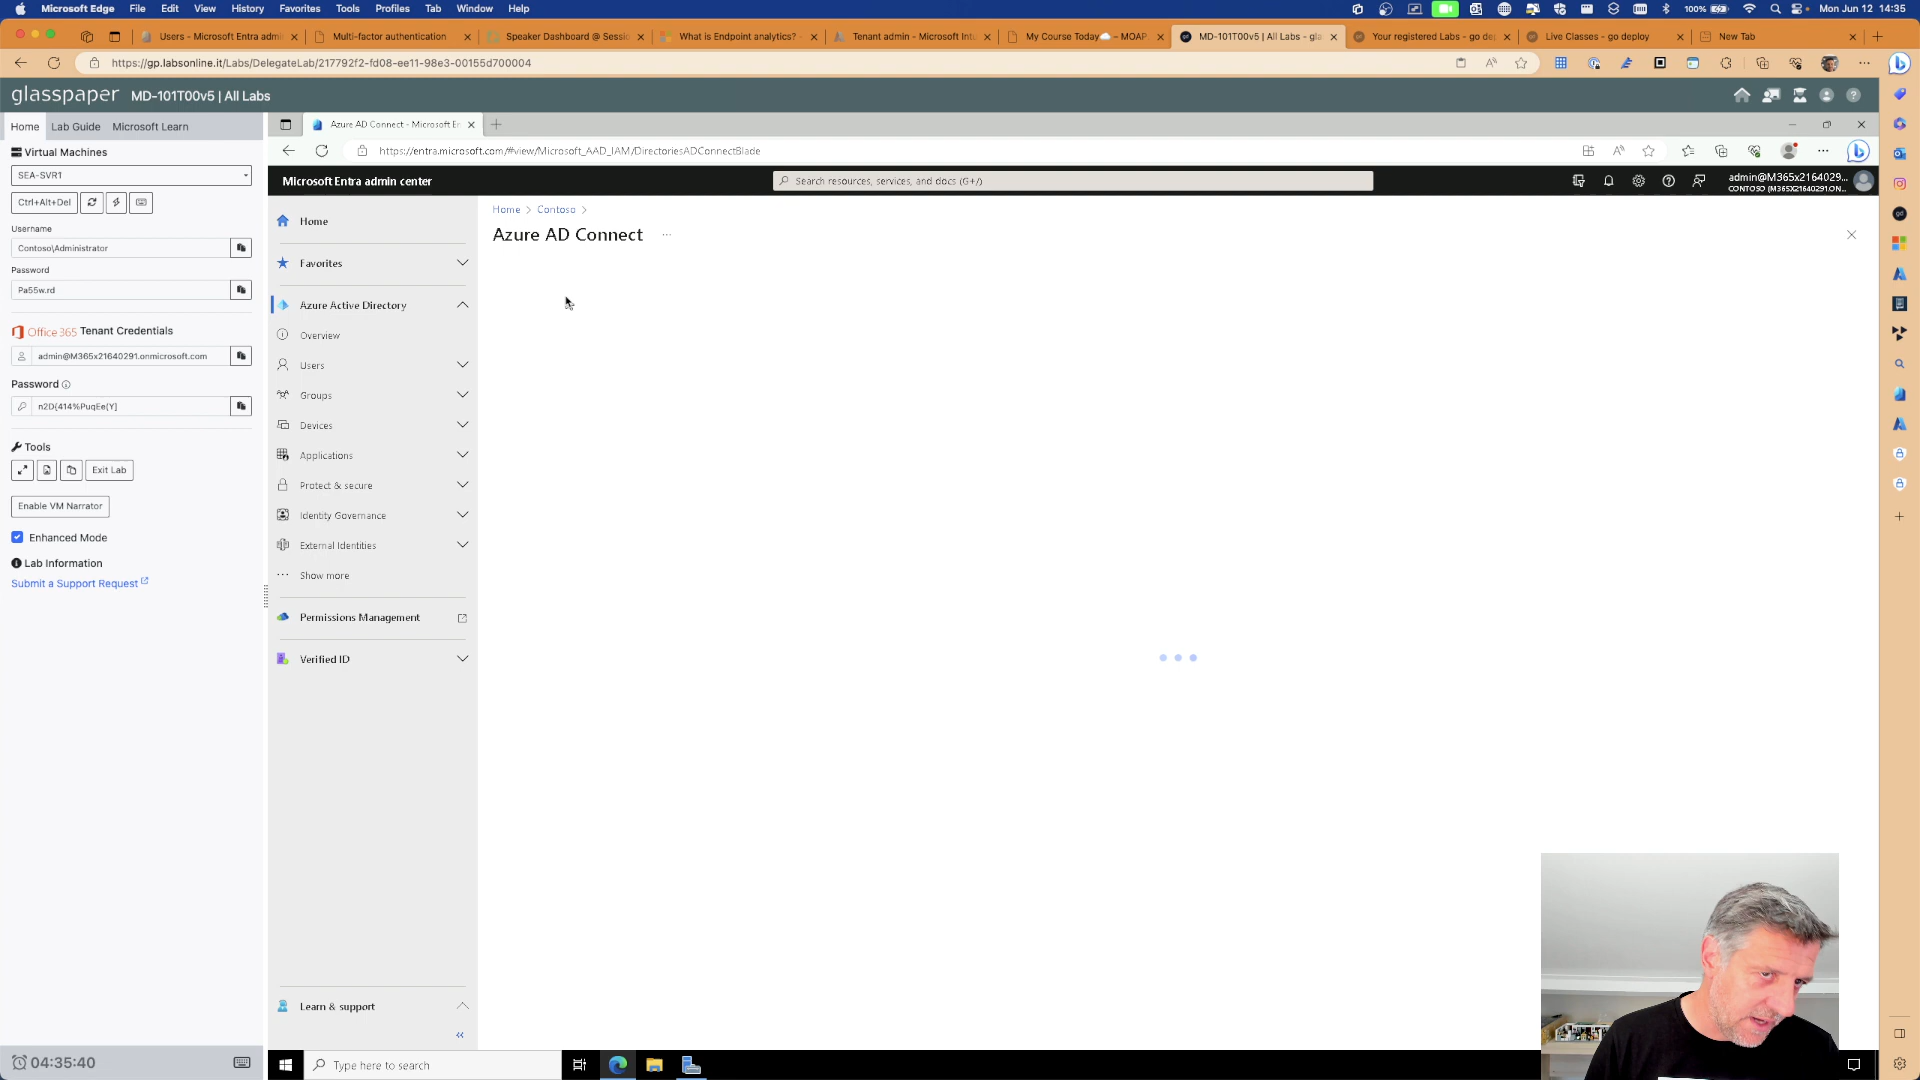 Microsoft Edge File Edit View History Favorites Tools Profiles Tab Window Help 100% Mon Jun 12 14:35
Users - Microsoft Entra admi Multi-factor authentication Speaker Dashboard @ Sessio What is Endpoint analytics? - Tenant admin - Microsoft Intu My Course Today - MOAP. MD-101T00v5 | All Labs - gla Your registered Labs - go de Live Classes - go deploy New Tab
https://gp.labsonline.it/Labs/DelegateLab/217792f2-fd08-ee11-98e3-00155d700004
glasspaper MD-101T00v5 | All Labs
Home Lab Guide Microsoft Learn
Virtual Machines
SEA-SVR1
Ctrl+Alt+Del
Username
Contoso\Administrator
Password
Pa55w.rd
Office 365 Tenant Credentials
admin@M365x21640291.onmicrosoft.com
Password
n2D{414%PuqEe(Y]
Tools
Exit Lab
Enable VM Narrator
Enhanced Mode
Lab Information
Submit a Support Request
04:35:40
Azure AD Connect - Microsoft En
https://entra.microsoft.com/#view/Microsoft_AAD_IAM/DirectoriesADConnectBlade
Microsoft Entra admin center
Search resources, services, and docs (G+/)
admin@M365x2164029...
CONTOSO (M365X21640291.ON...
Home
Favorites
Azure Active Directory
Overview
Users
Groups
Devices
Applications
Protect & secure
Identity Governance
External Identities
Show more
Permissions Management
Verified ID
Learn & support
Home > Contoso >
Azure AD Connect
Type here to search